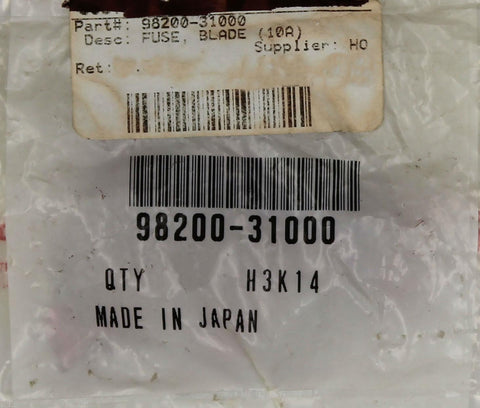 Part#: 98200-31000
Desc: FUSE, BLADE (10A)
Supplier: HO
Ret:
98200-31000
QTY H3K14
MADE IN JAPAN